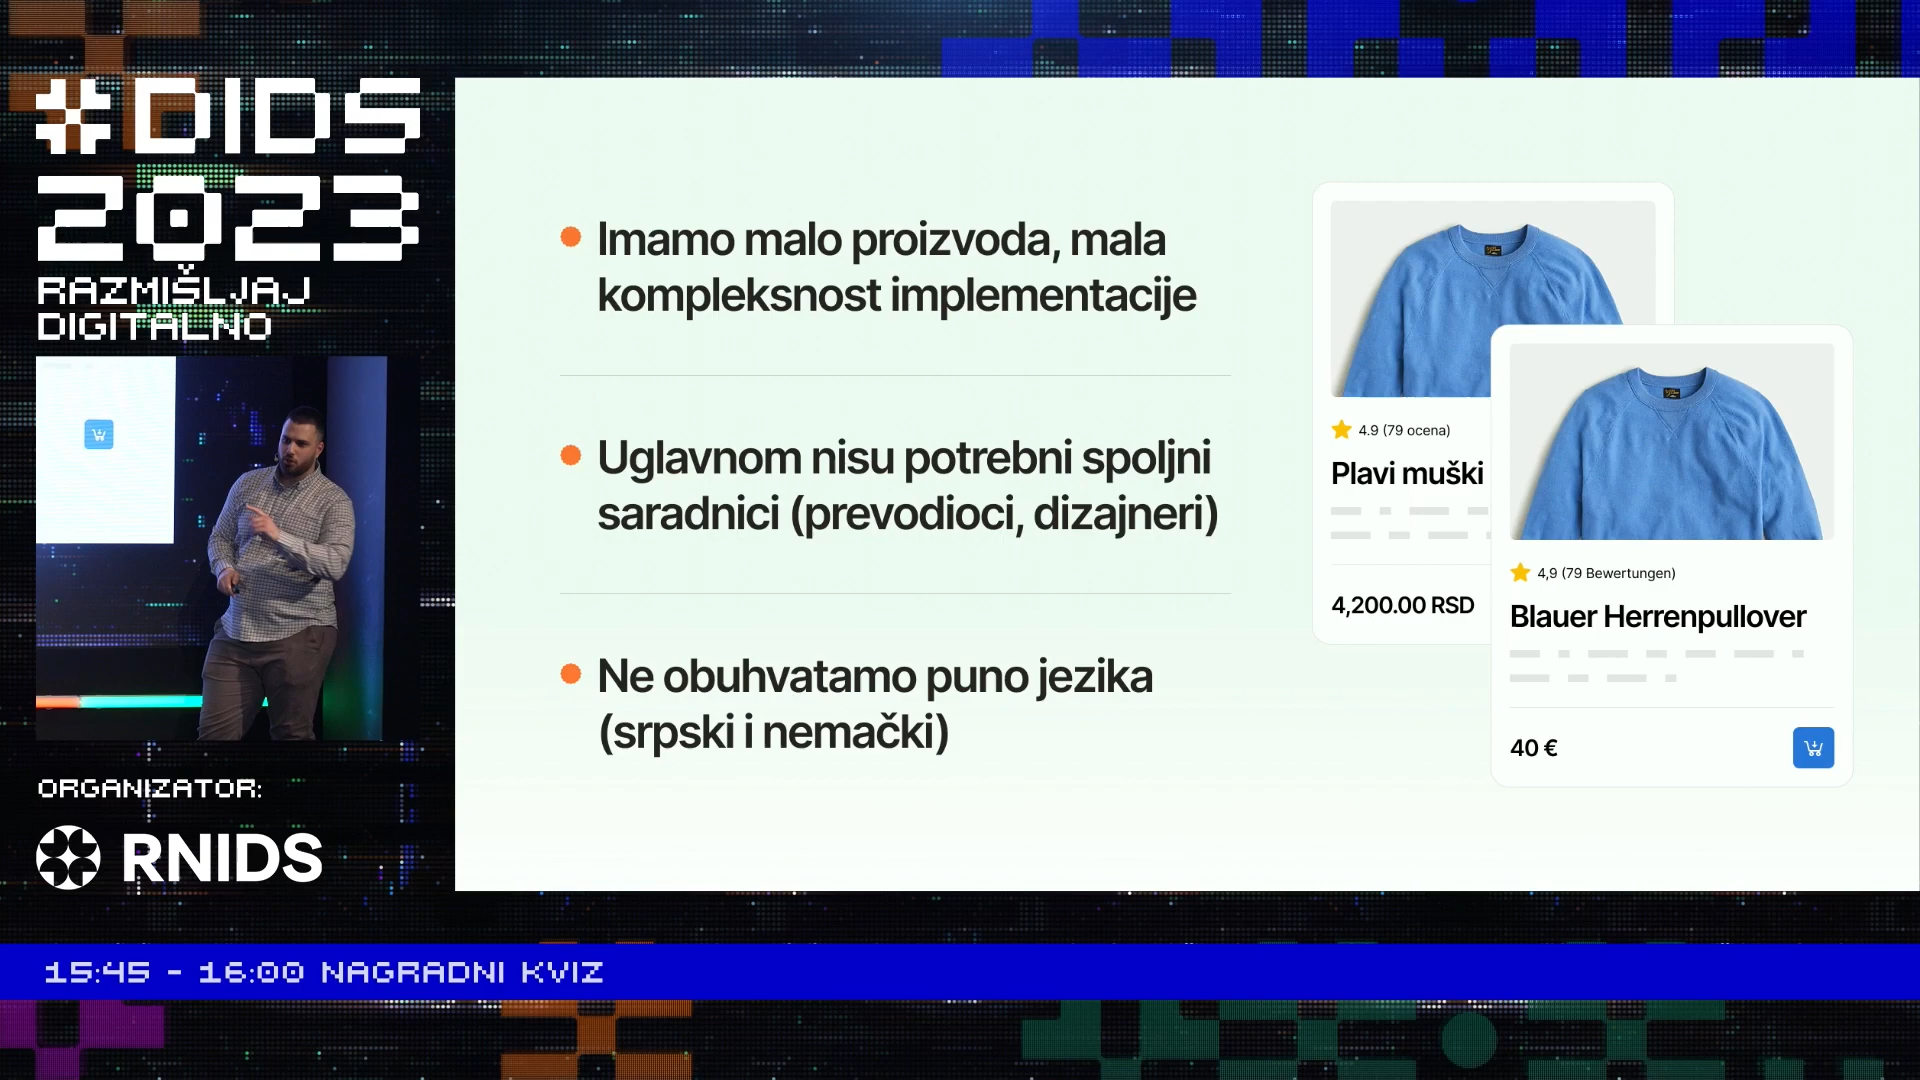 #DIDS
2023
RAZMIŠLJAJ
DIGITALNO
ORGANIZATOR:
RNIDS
Imamo malo proizvoda, mala
kompleksnost implementacije
Uglavnom nisu potrebni spoljni
saradnici (prevodioci, dizajneri)
Ne obuhvatamo puno jezika
(srpski i nemački)
4.9 (79 ocena)
Plavi muški
4,200.00 RSD
4,9 (79 Bewertungen)
Blauer Herrenpullover
40 €
15:45 - 16:00 NAGRADNI KVIZ